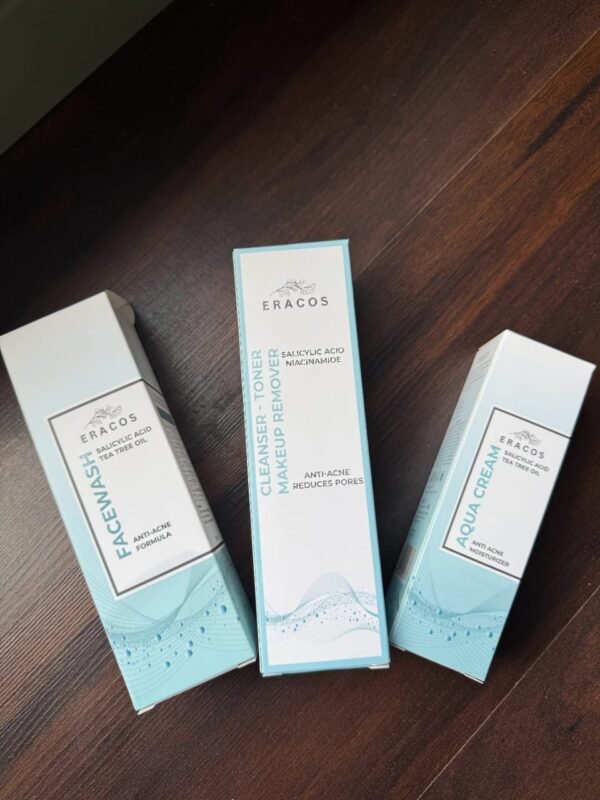 ERACOS
SALICYLIC ACID
TEA TREE OIL
FACEWASH
ANTI-ACNE
FORMULA
ERACOS
SALICYLIC ACID
NIACINAMIDE
CLEANSER - TONER
MAKEUP REMOVER
ANTI-ACNE
REDUCES PORES
ERACOS
SALICYLIC ACID
TEA TREE OIL
AQUA CREAM
ANTI ACNE
MOISTURIZER